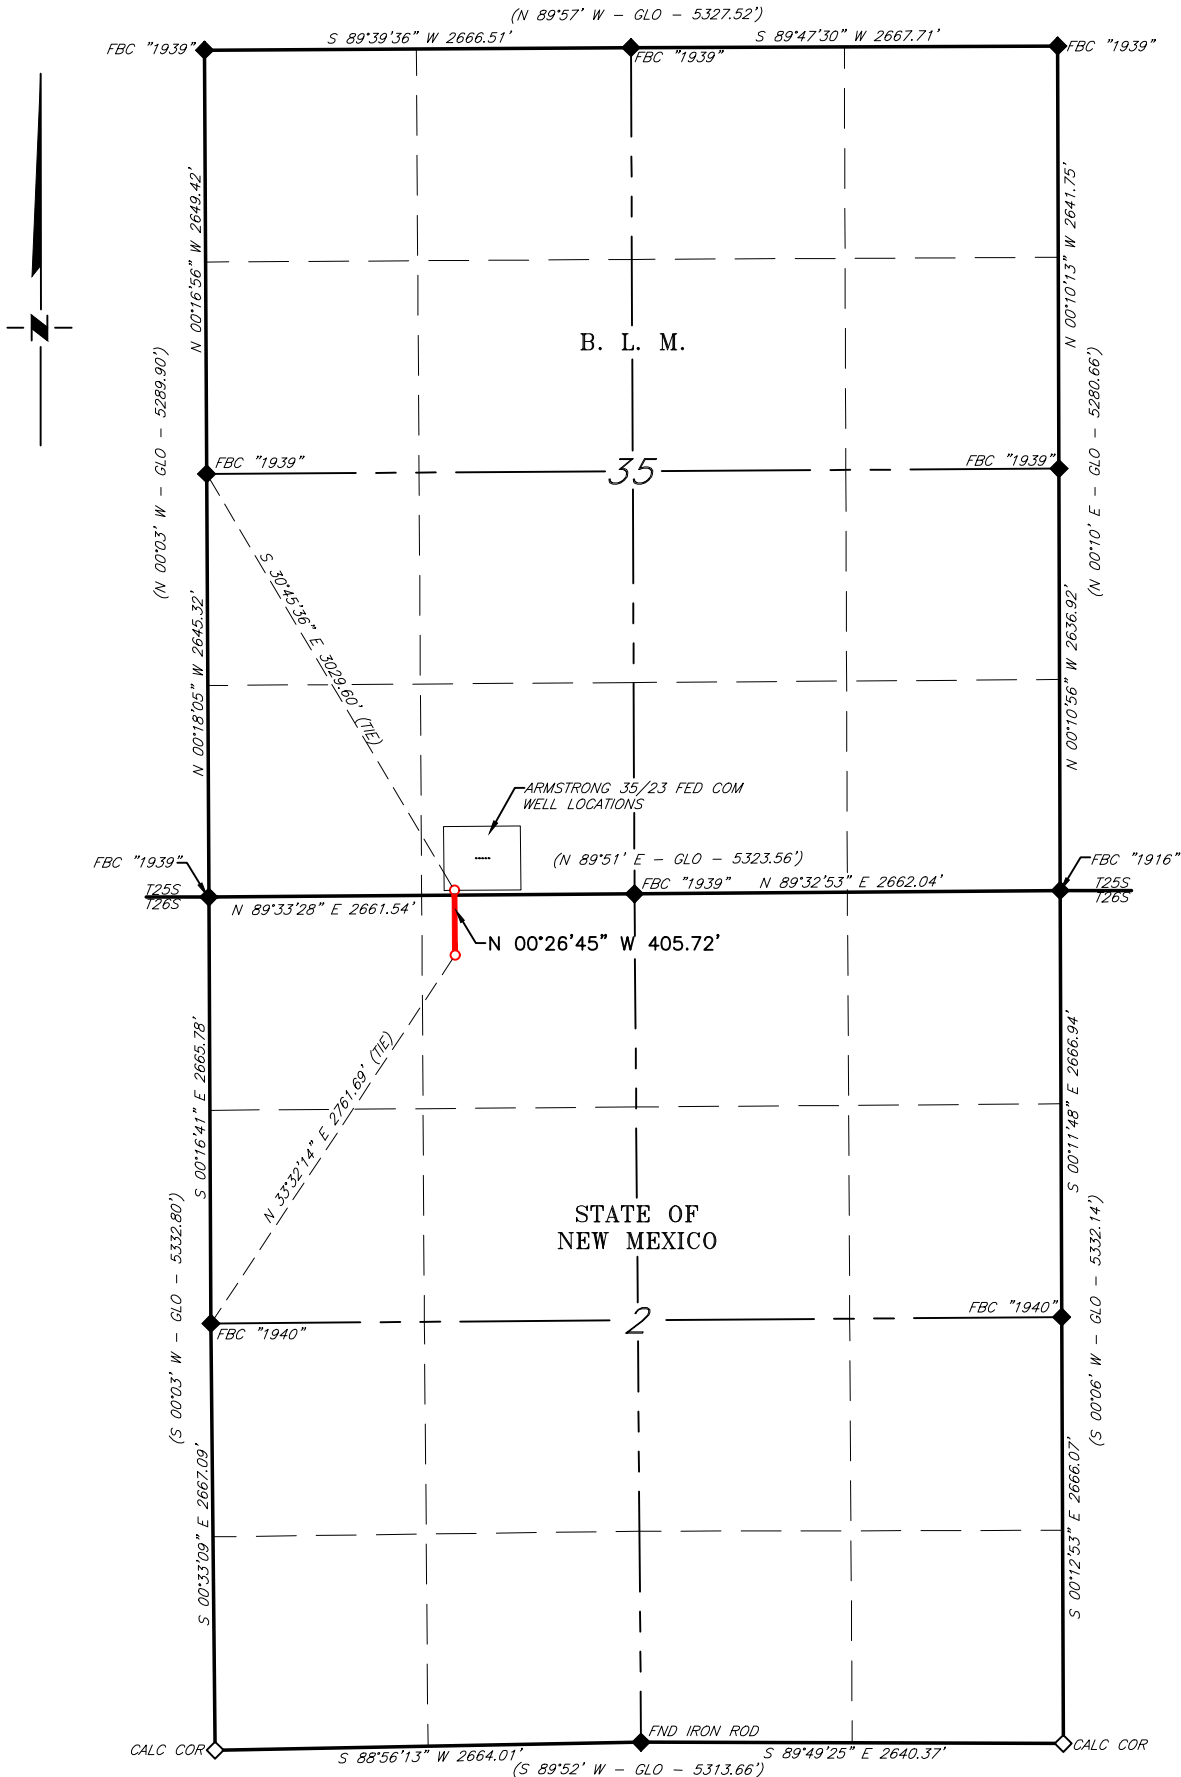 (N 89°57' W - GLO - 5327.52')
S 89°39'36" W 2666.51'
S 89°47'30" W 2667.71'
FBC "1939"
FBC "1939"
FBC "1939"
N 00°16'56" W 2649.42'
N 00°10'13" W 2641.75'
N
B. L. M.
(N 00°03' W - GLO - 5289.90')
(N 00°10' E - GLO - 5280.66')
FBC "1939"
35
FBC "1939"
S 30°45'36" E 3029.60' (TIE)
N 00°18'05" W 2645.32'
N 00°10'56" W 2636.92'
ARMSTRONG 35/23 FED COM
WELL LOCATIONS
FBC "1939"
(N 89°51' E - GLO - 5323.56')
FBC "1916"
FBC "1939"
N 89°32'53" E 2662.04'
T25S
T26S
T25S
T26S
N 89°33'28" E 2661.54'
N 00°26'45" W 405.72'
S 00°16'41" E 2665.78'
S 00°11'48" E 2666.94'
N 33°32'14" E 2761.69' (TIE)
STATE OF
NEW MEXICO
(S 00°03' W - GLO - 5332.80')
(S 00°06' W - GLO - 5332.14')
FBC "1940"
2
FBC "1940"
S 00°33'09" E 2667.09'
S 00°12'53" E 2666.07'
CALC COR
FND IRON ROD
CALC COR
S 88°56'13" W 2664.01'
S 89°49'25" E 2640.37'
(S 89°52' W - GLO - 5313.66')